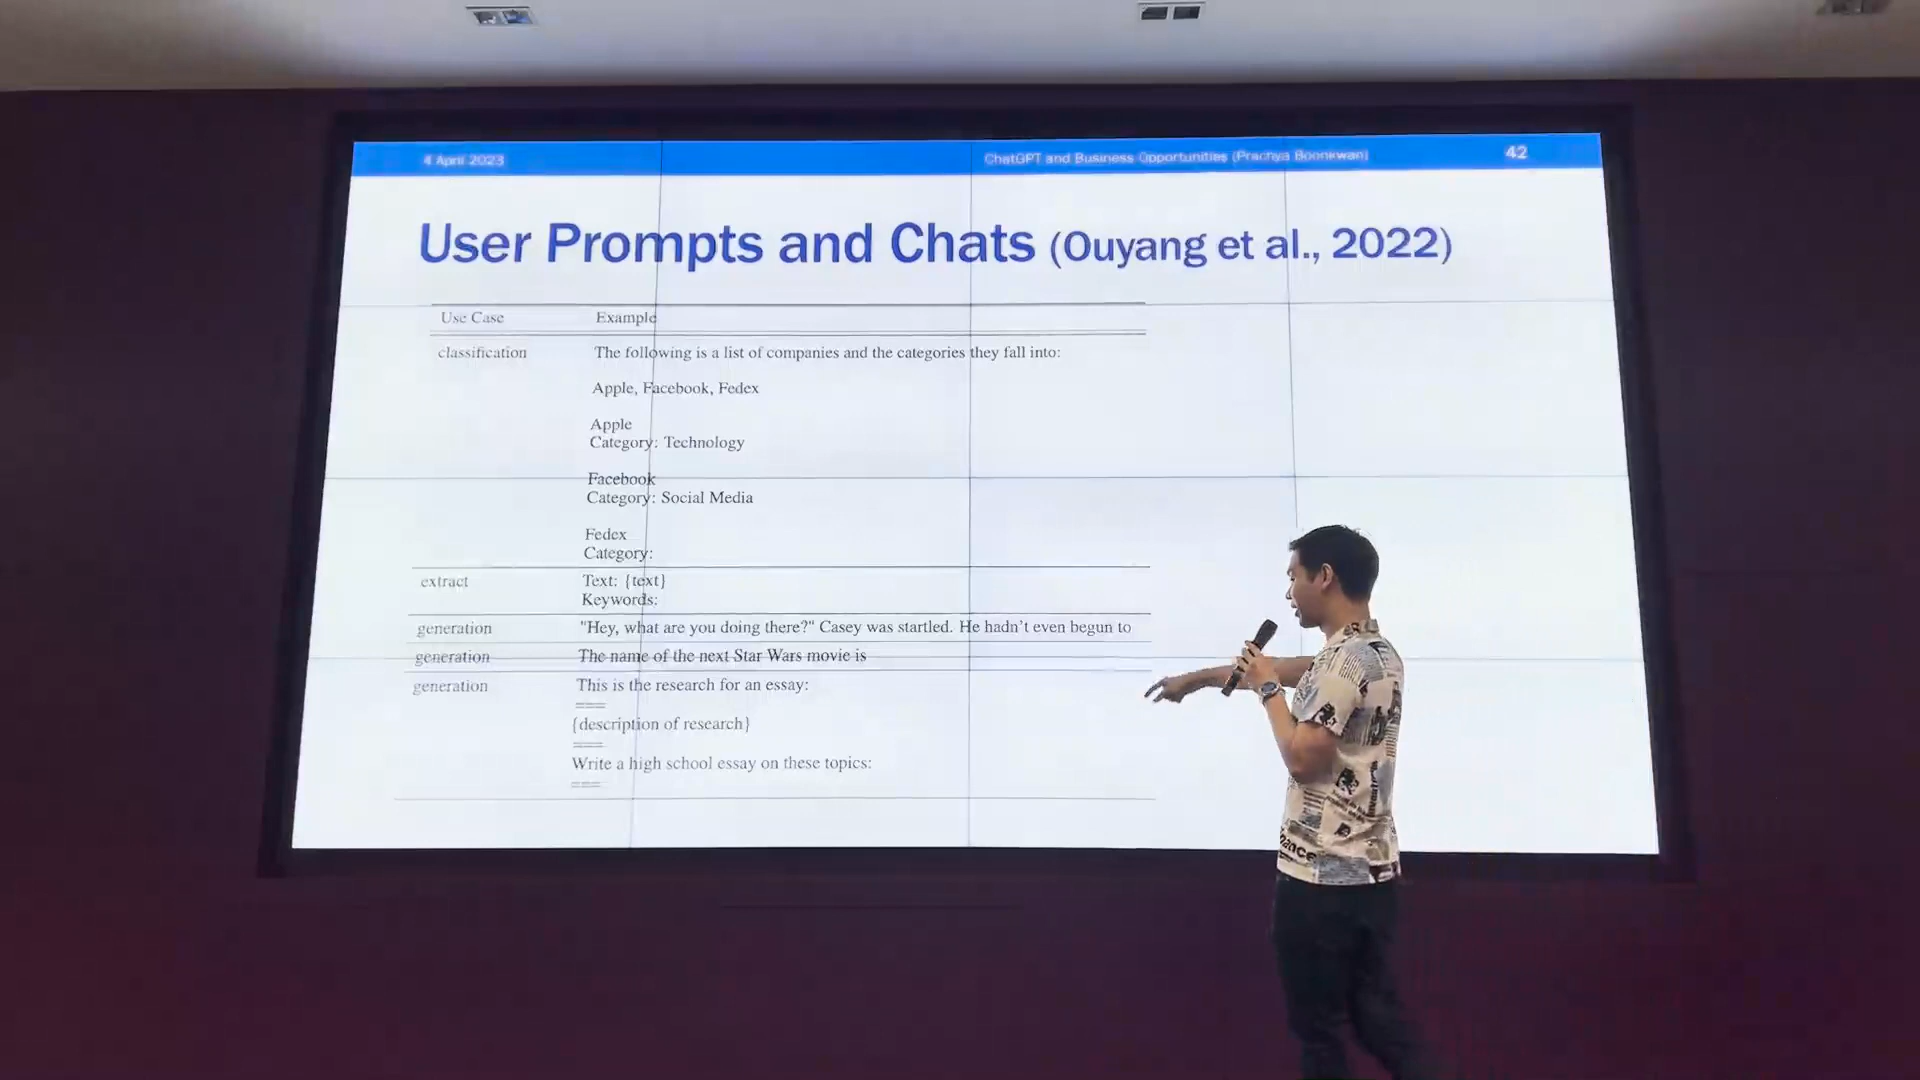 4 April 2023
ChatGPT and Business Opportunities (Prachya Boonkwan)
42
User Prompts and Chats (Ouyang et al., 2022)
Use Case Example
classification The following is a list of companies and the categories they fall into:
Apple, Facebook, Fedex
Apple
Category: Technology
Facebook
Category: Social Media
Fedex
Category:
extract Text: {text}
Keywords:
generation "Hey, what are you doing there?" Casey was startled. He hadn't even begun to
generation The name of the next Star Wars movie is
generation This is the research for an essay:
===
{description of research}
===
Write a high school essay on these topics:
===